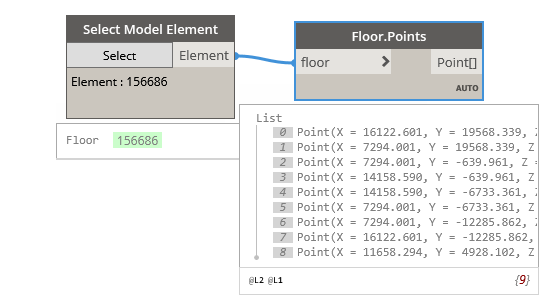 Select Model Element
Select Element
Element : 156686
Floor 156686
Floor.Points
floor > Point[]
AUTO
List
0 Point(X = 16122.601, Y = 19568.339, Z
1 Point(X = 7294.001, Y = 19568.339, Z
2 Point(X = 7294.001, Y = -639.961, Z =
3 Point(X = 14158.590, Y = -639.961, Z
4 Point(X = 14158.590, Y = -6733.361, Z
5 Point(X = 7294.001, Y = -6733.361, Z
6 Point(X = 7294.001, Y = -12285.862, Z
7 Point(X = 16122.601, Y = -12285.862,
8 Point(X = 11658.294, Y = 4928.102, Z
@L2 @L1 {9}